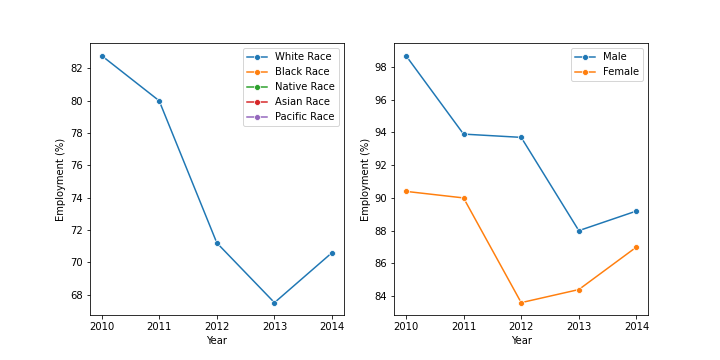 White Race
Black Race
Native Race
Asian Race
Pacific Race
82
80
78
76
74
72
70
68
Employment (%)
2010 2011 2012 2013 2014
Year
Male
Female
98
96
94
92
90
88
86
84
Employment (%)
2010 2011 2012 2013 2014
Year